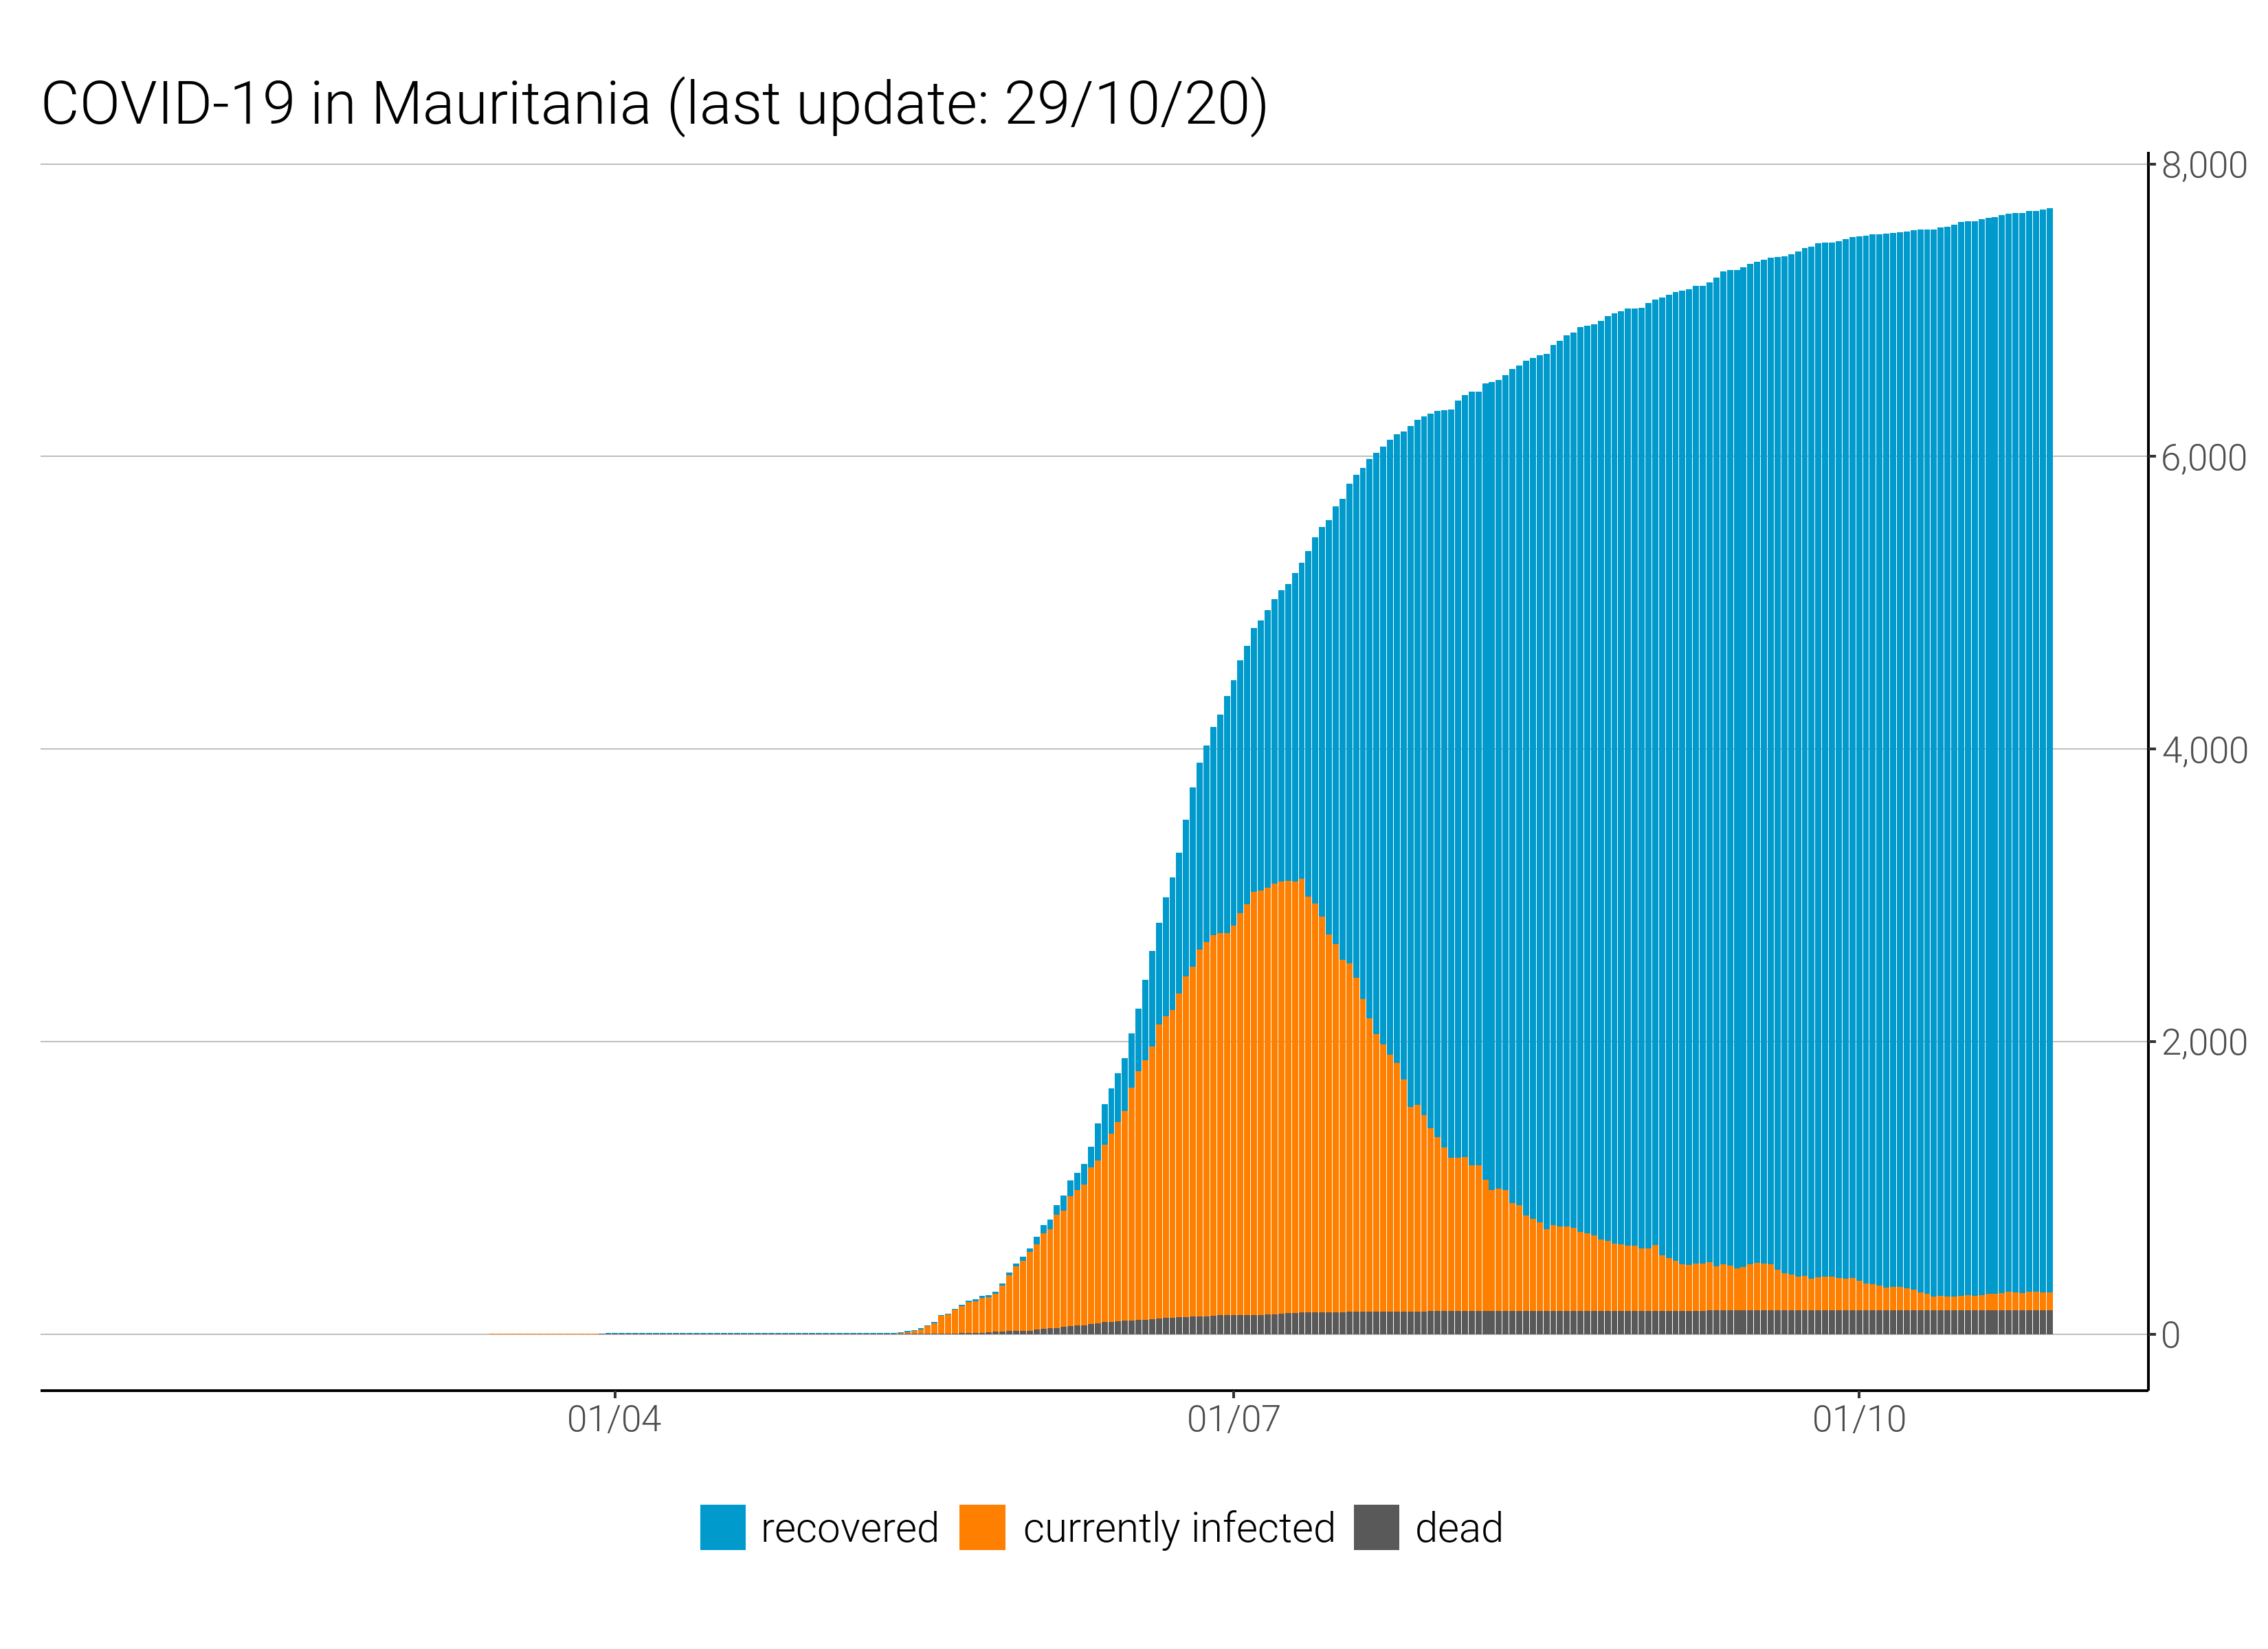 COVID-19 in Mauritania (last update: 29/10/20)
8,000
6,000
4,000
2,000
0
01/04 01/07 01/10
recovered currently infected dead